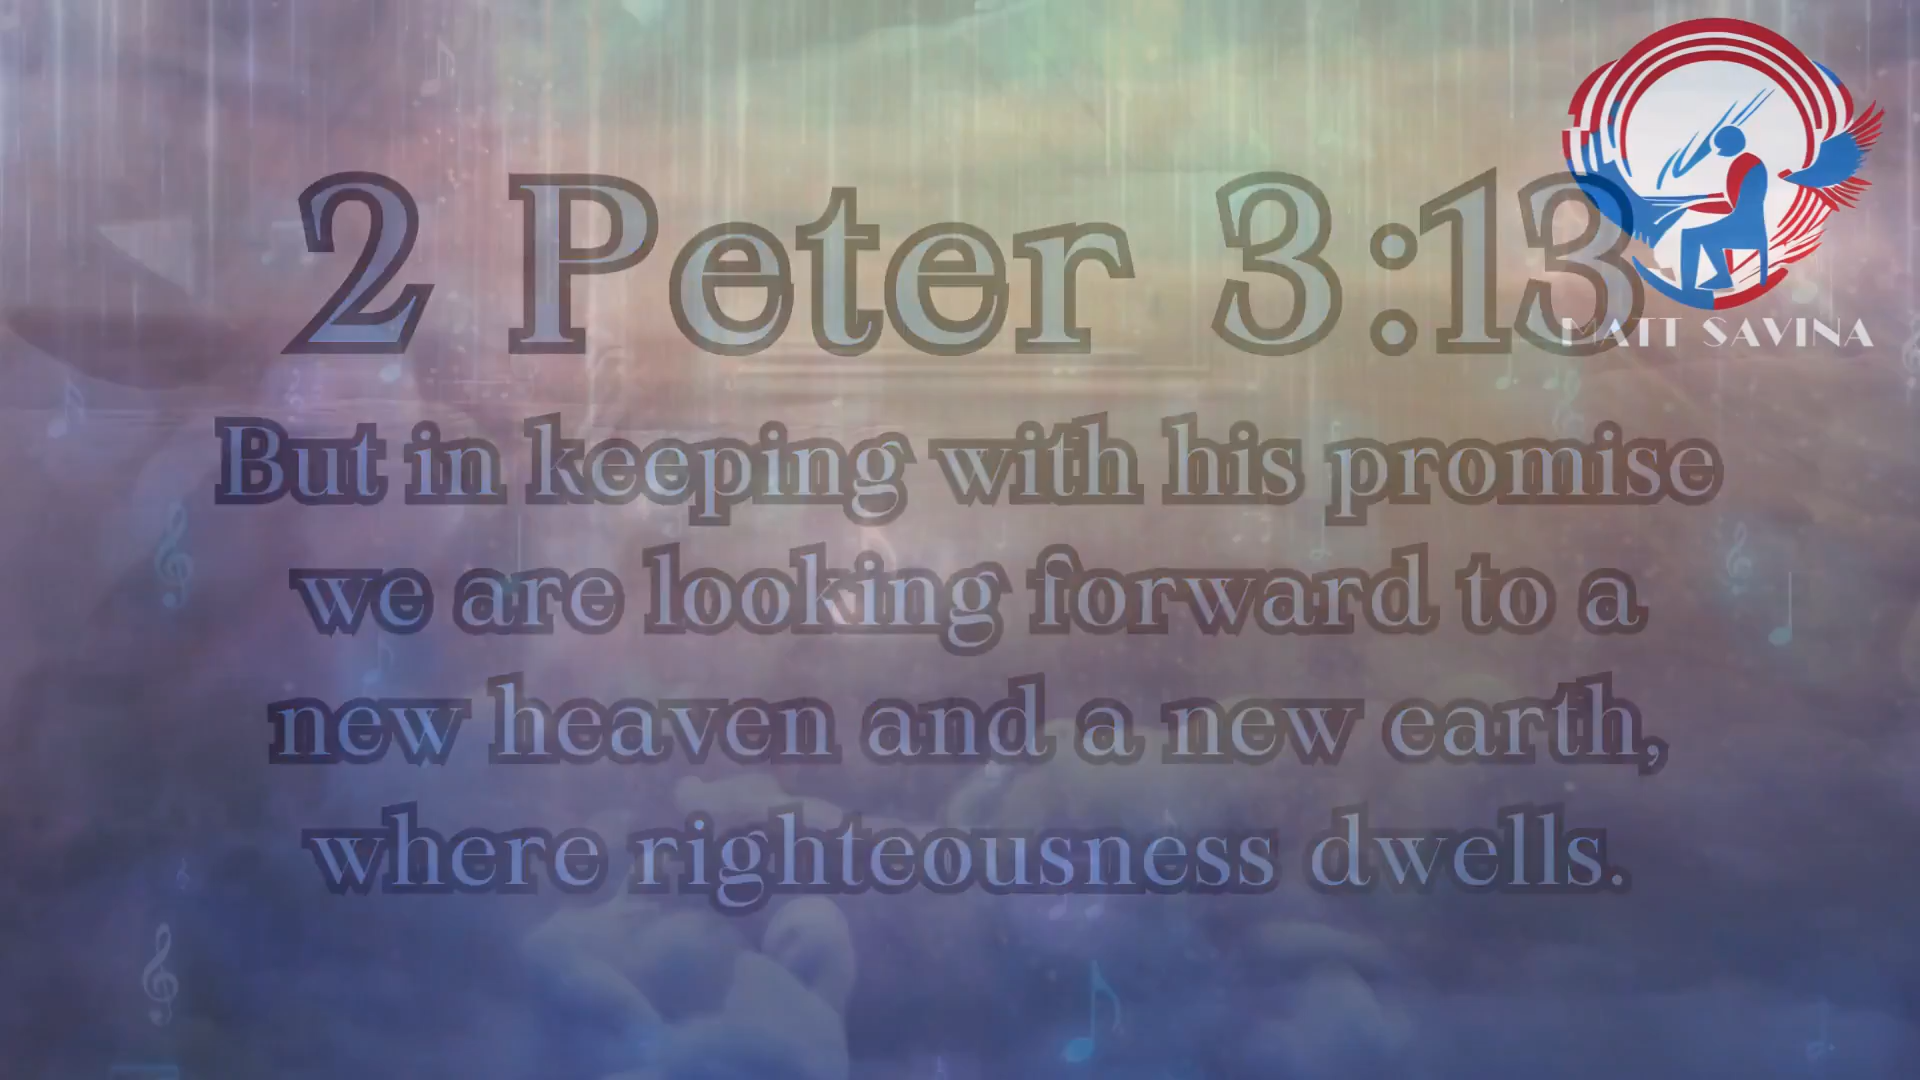 2 Peter 3:13
MATT SAVINA
But in keeping with his promise
we are looking forward to a
new heaven and a new earth,
where righteousness dwells.